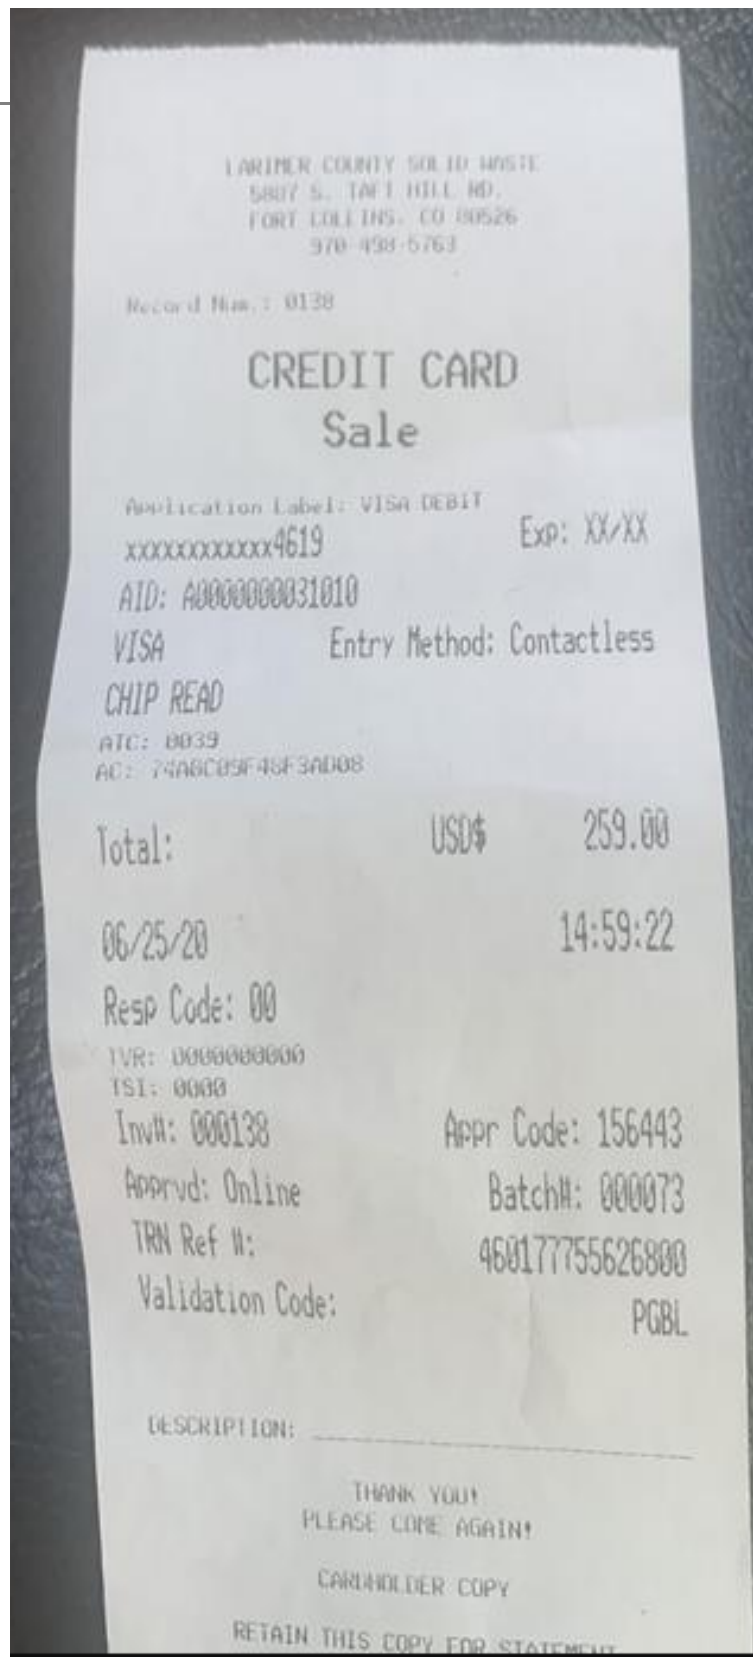 LARIMER COUNTY SOLID WASTE
5887 S. TAFT HILL RD.
FORT COLLINS, CO 80526
970-498-5763
Record Num.: 0138
CREDIT CARD
Sale
Application Label: VISA DEBIT
xxxxxxxxxxxx4619 Exp: XX/XX
AID: A0000000031010
VISA Entry Method: Contactless
CHIP READ
ATC: 0039
AC:
Total: USD$ 259.00
06/25/20 14:59:22
Resp Code: 00
TVR: 0000000000
TSI: 0000
Inv#: 000138 Appr Code: 156443
Apprvd: Online Batch#: 000073
TRN Ref #: 460177755626800
Validation Code: PGBL
DESCRIPTION:
THANK YOU!
PLEASE COME AGAIN!
CARDHOLDER COPY
RETAIN THIS COPY FOR STATEMENT